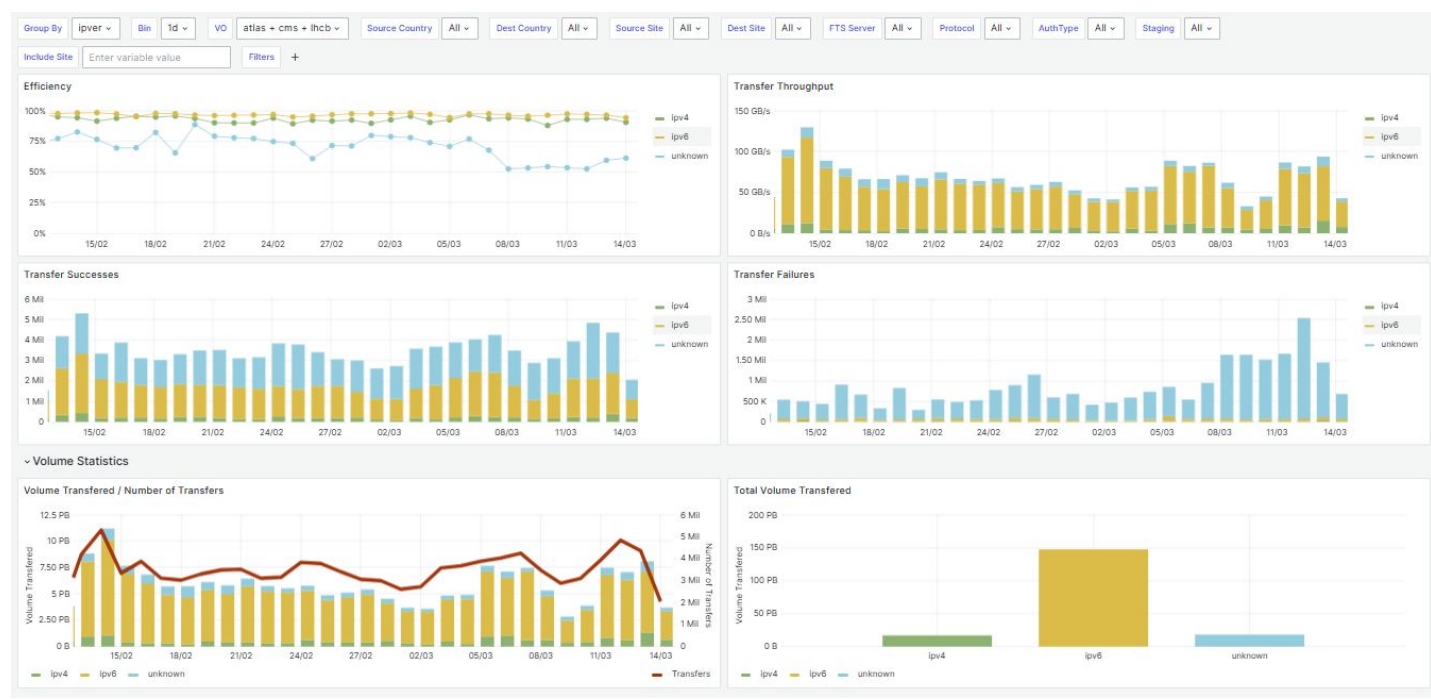 Group By ipver Bin 1d VO atlas + cms + lhcb Source Country All Dest Country All Source Site All Dest Site All FTS Server All Protocol All AuthType All Staging All
Include Site Enter variable value Filters +
Efficiency
100%
75%
50%
25%
0%
15/02 18/02 21/02 24/02 27/02 02/03 05/03 08/03 11/03 14/03
ipv4
ipv6
unknown
Transfer Throughput
150 GB/s
100 GB/s
50 GB/s
0 B/s
15/02 18/02 21/02 24/02 27/02 02/03 05/03 08/03 11/03 14/03
ipv4
ipv6
unknown
Transfer Successes
6 Mil
5 Mil
4 Mil
3 Mil
2 Mil
1 Mil
0
15/02 18/02 21/02 24/02 27/02 02/03 05/03 08/03 11/03 14/03
ipv4
ipv6
unknown
Transfer Failures
3 Mil
2.50 Mil
2 Mil
1.50 Mil
1 Mil
500 K
0
15/02 18/02 21/02 24/02 27/02 02/03 05/03 08/03 11/03 14/03
ipv4
ipv6
unknown
Volume Statistics
Volume Transfered / Number of Transfers
Volume Transfered
12.5 PB
10 PB
7.50 PB
5 PB
2.50 PB
0 B
6 Mil
5 Mil
4 Mil
3 Mil
2 Mil
1 Mil
0
Number of Transfers
15/02 18/02 21/02 24/02 27/02 02/03 05/03 08/03 11/03 14/03
ipv4 ipv6 unknown Transfers
Total Volume Transfered
Volume Transfered
200 PB
150 PB
100 PB
50 PB
0 B
ipv4 ipv6 unknown
ipv4 ipv6 unknown